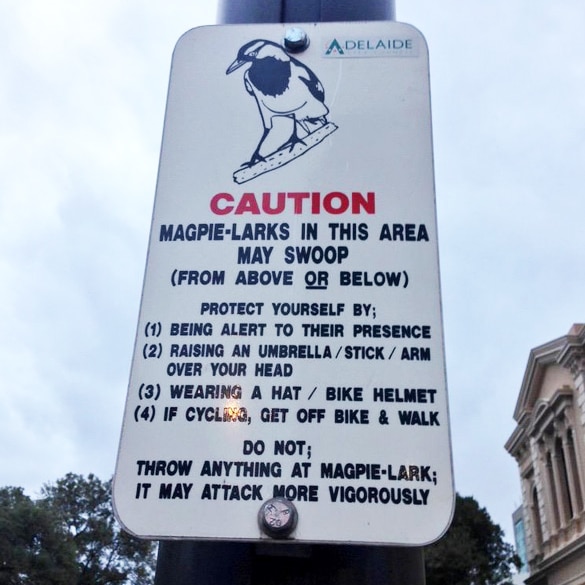 ADELAIDE
CAUTION
MAGPIE-LARKS IN THIS AREA
MAY SWOOP
(FROM ABOVE OR BELOW)
PROTECT YOURSELF BY;
(1) BEING ALERT TO THEIR PRESENCE
(2) RAISING AN UMBRELLA/STICK/ARM
OVER YOUR HEAD
(3) WEARING A HAT / BIKE HELMET
(4) IF CYCLING, GET OFF BIKE & WALK
DO NOT;
THROW ANYTHING AT MAGPIE-LARK;
IT MAY ATTACK MORE VIGOROUSLY